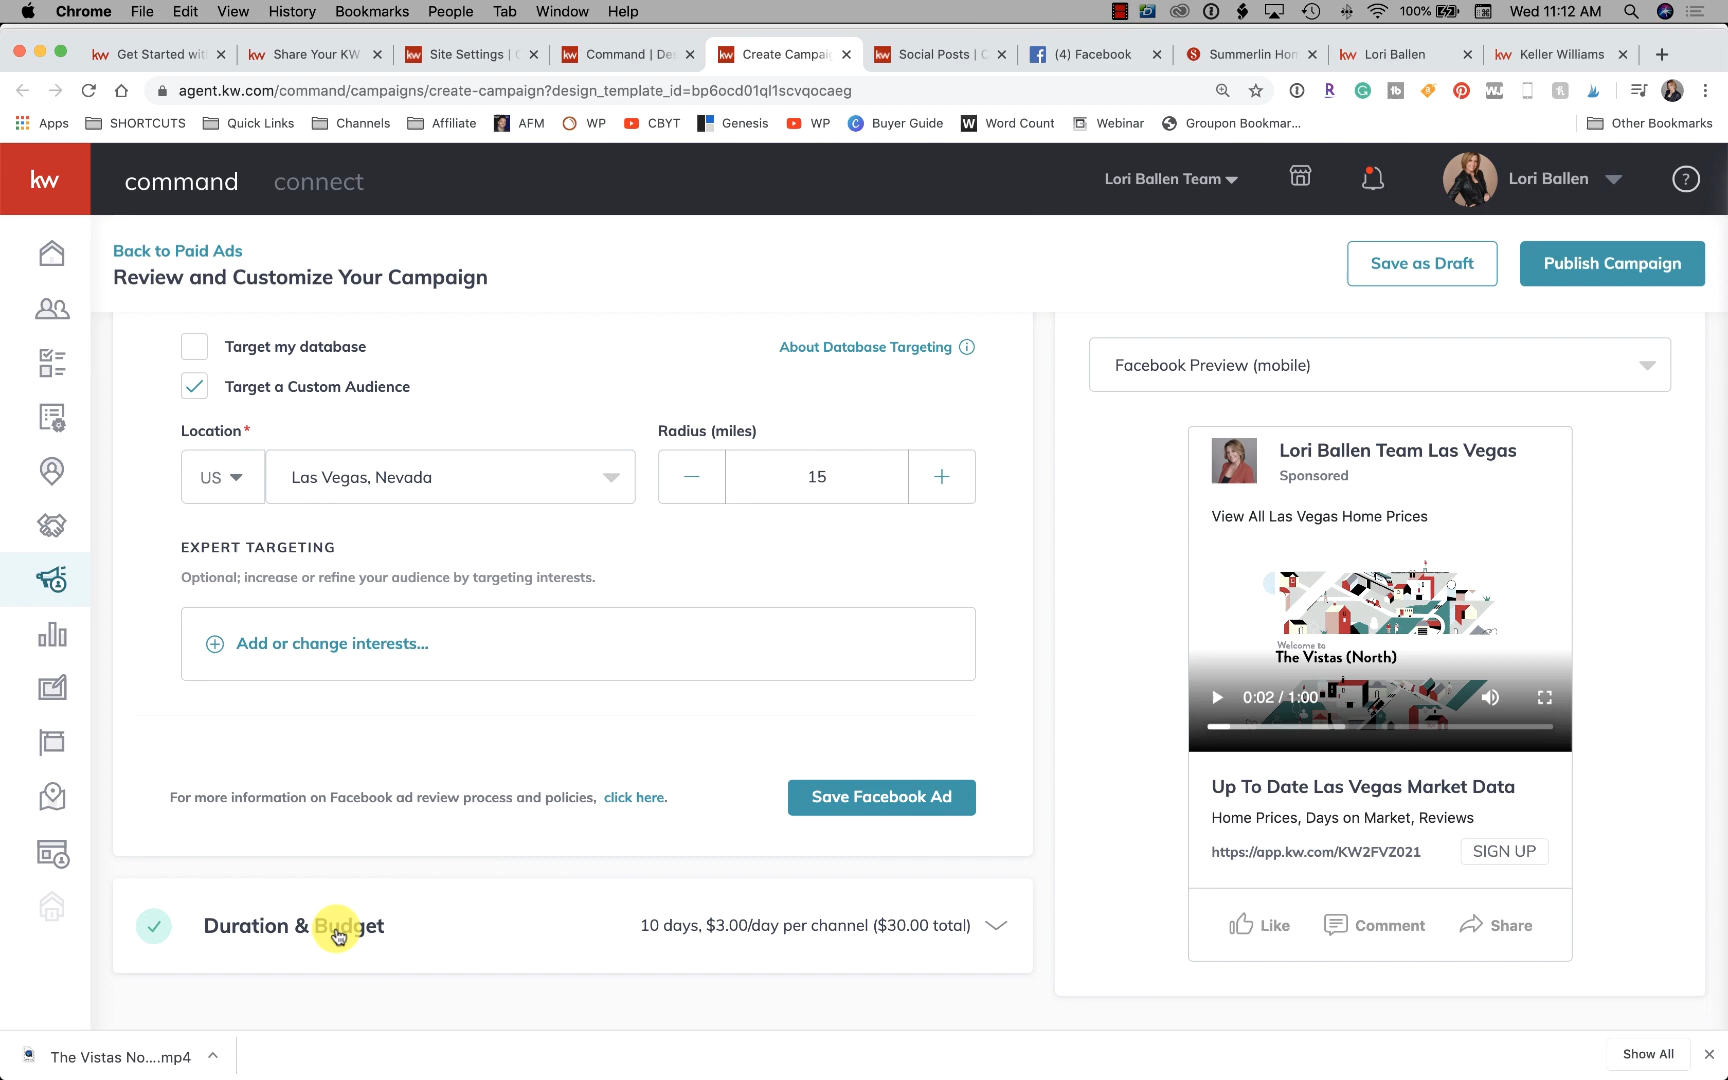 Chrome File Edit View History Bookmarks People Tab Window Help 100% Wed 11:12 AM
kw Get Started wit kw Share Your KW kw Site Settings | C kw Command | Des kw Create Campai kw Social Posts | C (4) Facebook Summerlin Hom kw Lori Ballen kw Keller Williams
agent.kw.com/command/campaigns/create-campaign?design_template_id=bp6ocd01ql1scvqocaeg
Apps SHORTCUTS Quick Links Channels Affiliate AFM WP CBYT Genesis WP Buyer Guide W Word Count Webinar Groupon Bookmar... Other Bookmarks
kw command connect Lori Ballen Team Lori Ballen ?
Back to Paid Ads
Review and Customize Your Campaign
Save as Draft Publish Campaign
Target my database About Database Targeting
Target a Custom Audience
Location* Radius (miles)
US Las Vegas, Nevada 15
EXPERT TARGETING
Optional; increase or refine your audience by targeting interests.
Add or change interests...
For more information on Facebook ad review process and policies, click here. Save Facebook Ad
Duration & Budget 10 days, $3.00/day per channel ($30.00 total)
Facebook Preview (mobile)
Lori Ballen Team Las Vegas
Sponsored
View All Las Vegas Home Prices
Welcome to
The Vistas (North)
0:02 / 1:00
Up To Date Las Vegas Market Data
Home Prices, Days on Market, Reviews
https://app.kw.com/KW2FVZ021 SIGN UP
Like Comment Share
The Vistas No....mp4 Show All